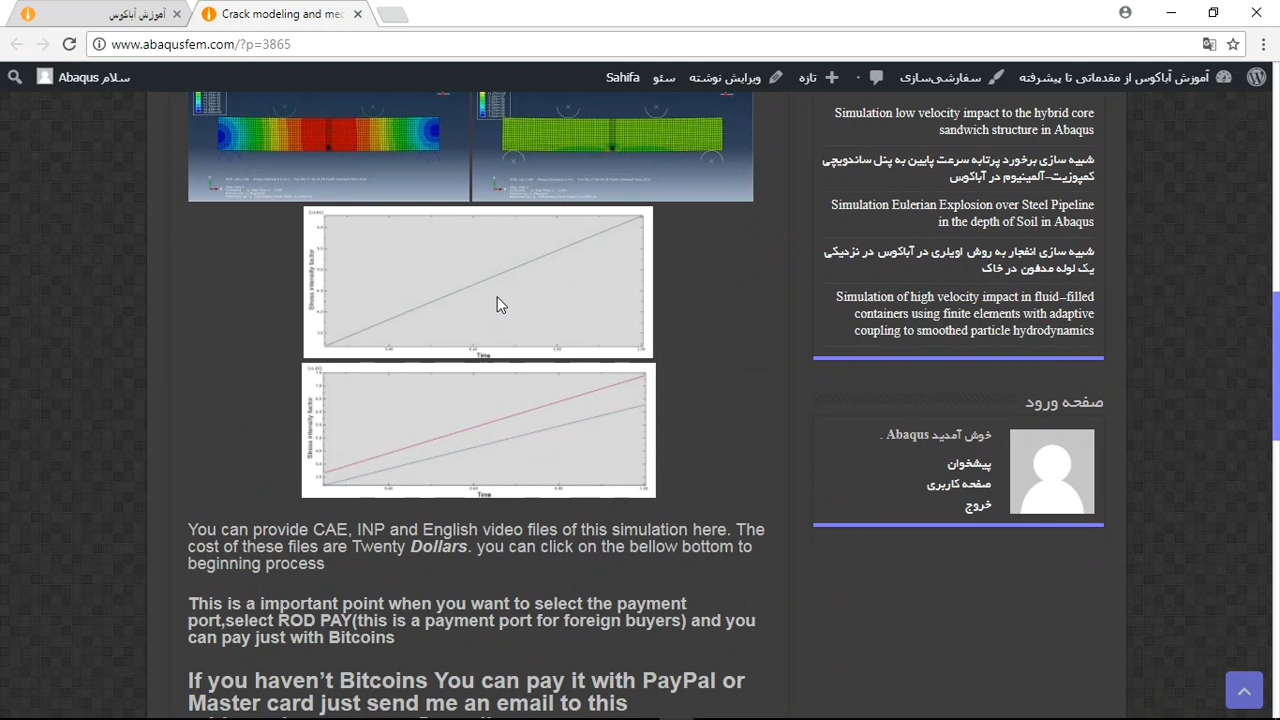 آموزش آباکوس
Crack modeling and mec
www.abaqusfem.com/?p=3865
سلام Abaqus
Sahifa
سئو
ویرایش نوشته
تازه
سفارشی‌سازی
آموزش آباکوس از مقدماتی تا پیشرفته
Stress intensity factor
Time
Stress intensity factor
Time
You can provide CAE, INP and English video files of this simulation here. The
cost of these files are Twenty Dollars. you can click on the bellow bottom to
beginning process
This is a important point when you want to select the payment
port,select ROD PAY(this is a payment port for foreign buyers) and you
can pay just with Bitcoins
If you haven’t Bitcoins You can pay it with PayPal or
Master card just send me an email to this
Simulation low velocity impact to the hybrid core
sandwich structure in Abaqus
شبیه سازی برخورد پرتابه سرعت پایین به پنل ساندویچی
کمپوزیت-آلمینیوم در آباکوس
Simulation Eulerian Explosion over Steel Pipeline
in the depth of Soil in Abaqus
شبیه سازی انفجار به روش اویلری در آباکوس در نزدیکی
یک لوله مدفون در خاک
Simulation of high velocity impact in fluid–filled
containers using finite elements with adaptive
coupling to smoothed particle hydrodynamics
صفحه ورود
خوش آمدید Abaqus .
پیشخوان
صفحه کاربری
خروج